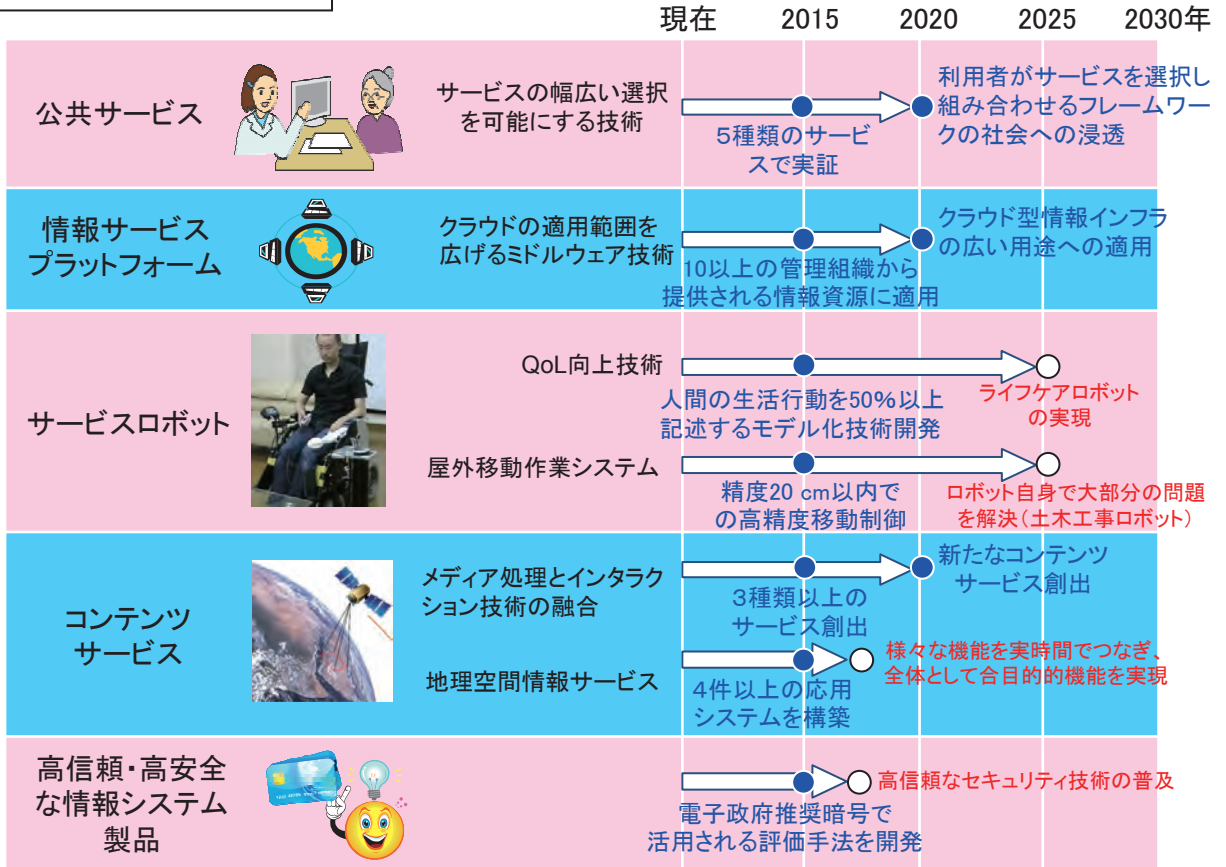 現在 2015 2020 2025 2030年
公共サービス
サービスの幅広い選択
を可能にする技術
5種類のサービ
スで実証
利用者がサービスを選択し
組み合わせるフレームワー
クの社会への浸透
情報サービス
プラットフォーム
クラウドの適用範囲を
広げるミドルウェア技術
10以上の管理組織から
提供される情報資源に適用
クラウド型情報インフラ
の広い用途への適用
サービスロボット
QoL向上技術
人間の生活行動を50%以上
記述するモデル化技術開発
ライフケアロボット
の実現
屋外移動作業システム
精度20 cm以内で
の高精度移動制御
ロボット自身で大部分の問題
を解決(土木工事ロボット)
コンテンツ
サービス
メディア処理とインタラク
ション技術の融合
3種類以上の
サービス創出
新たなコンテンツ
サービス創出
地理空間情報サービス
4件以上の応用
システムを構築
様々な機能を実時間でつなぎ、
全体として合目的的機能を実現
高信頼・高安全
な情報システム
製品
電子政府推奨暗号で
活用される評価手法を開発
高信頼なセキュリティ技術の普及